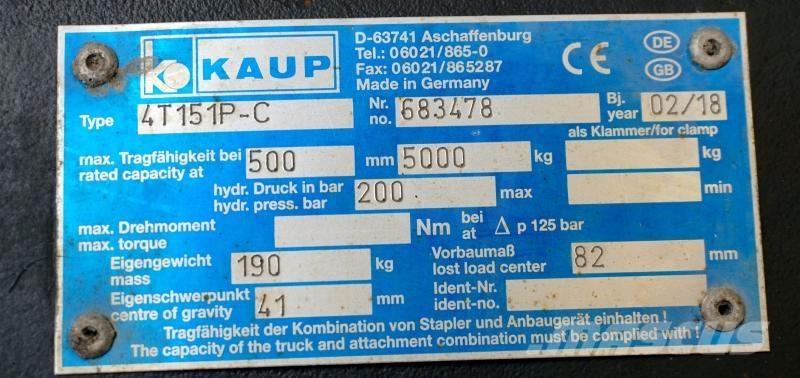 KAUP
D-63741 Aschaffenburg
Tel.: 06021/865-0
Fax: 06021/865287
Made in Germany
CE
DE
GB
Type 4T151P-C
Nr. no. 683478
Bj. year 02/18
als Klammer/for clamp
max. Tragfähigkeit bei
rated capacity at 500 mm 5000 kg kg
hydr. Druck in bar
hydr. press. bar 200 max min
max. Drehmoment
max. torque Nm bei at Δ p 125 bar
Eigengewicht
mass 190 kg
Vorbaumaß
lost load center 82 mm
Eigenschwerpunkt
centre of gravity 41 mm
Ident-Nr.
ident-no.
Tragfähigkeit der Kombination von Stapler und Anbaugerät einhalten !
The capacity of the truck and attachment combination must be complied with !